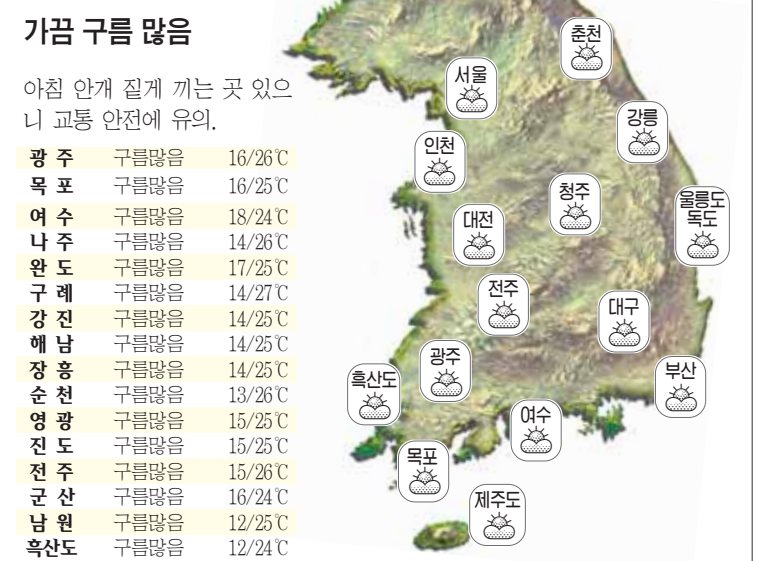 가끔 구름 많음
아침 안개 짙게 끼는 곳 있으
니 교통 안전에 유의.
광 주 구름많음 16/26℃
목 포 구름많음 16/25℃
여 수 구름많음 18/24℃
나 주 구름많음 14/26℃
완 도 구름많음 17/25℃
구 례 구름많음 14/27℃
강 진 구름많음 14/25℃
해 남 구름많음 14/25℃
장 흥 구름많음 14/25℃
순 천 구름많음 13/26℃
영 광 구름많음 15/25℃
진 도 구름많음 15/25℃
전 주 구름많음 15/26℃
군 산 구름많음 16/24℃
남 원 구름많음 12/25℃
흑산도 구름많음 12/24℃
춘천
서울
강릉
인천
청주
울릉도
독도
대전
전주
대구
광주
흑산도
부산
여수
목포
제주도